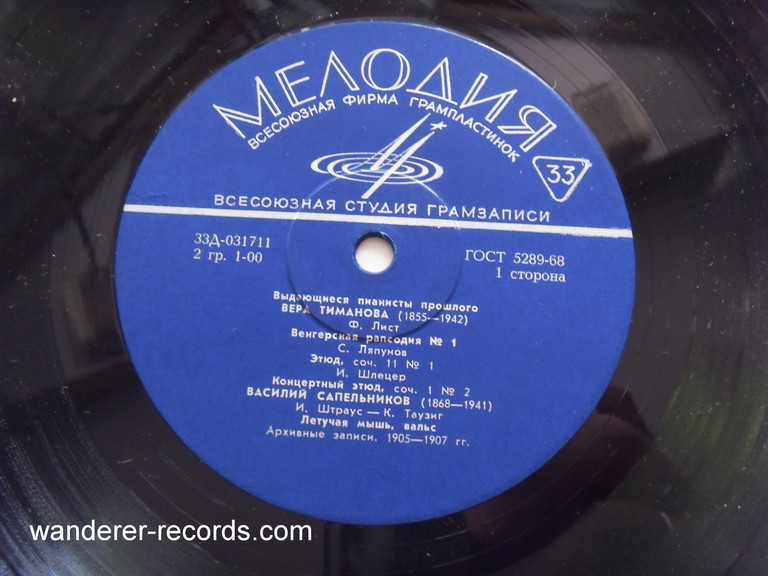 МЕЛОДИЯ
ВСЕСОЮЗНАЯ ФИРМА ГРАМПЛАСТИНОК
33
ВСЕСОЮЗНАЯ СТУДИЯ ГРАМЗАПИСИ
33Д-031711
2 гр. 1-00
ГОСТ 5289-68
1 сторона
Выдающиеся пианисты прошлого
ВЕРА ТИМАНОВА (1855—1942)
Ф. Лист
Венгерская рапсодия № 1
С. Ляпунов
Этюд, соч. 11 № 1
И. Шлецер
Концертный этюд, соч. 1 № 2
ВАСИЛИЙ САПЕЛЬНИКОВ (1868—1941)
И. Штраус — К. Таузиг
Летучая мышь, вальс
Архивные записи. 1905—1907 гг.
wanderer-records.com